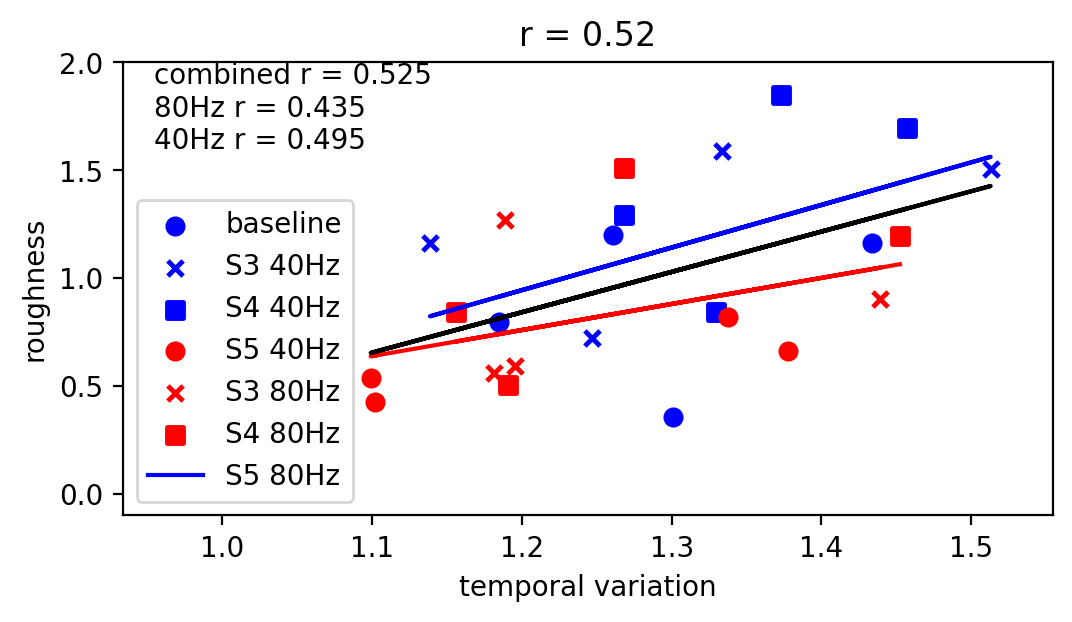 r = 0.52
2.0
combined r = 0.525
80Hz r = 0.435
40Hz r = 0.495
1.5
baseline
S3 40Hz
S4 40Hz
S5 40Hz
S3 80Hz
S4 80Hz
S5 80Hz
roughness
1.0
0.5
0.0
1.0 1.1 1.2 1.3 1.4 1.5
temporal variation